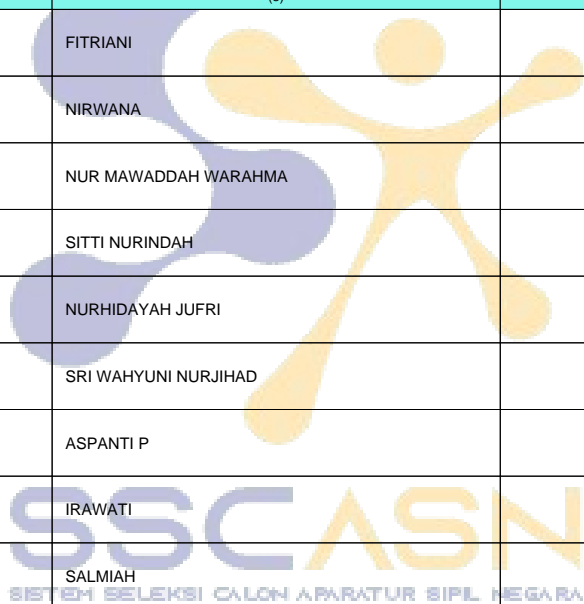 (3)
FITRIANI
NIRWANA
NUR MAWADDAH WARAHMA
SITTI NURINDAH
NURHIDAYAH JUFRI
SRI WAHYUNI NURJIHAD
ASPANTI P
IRAWATI
SSCASN
SALMIAH
SISTEM SELEKSI CALON APARATUR SIPIL NEGARA